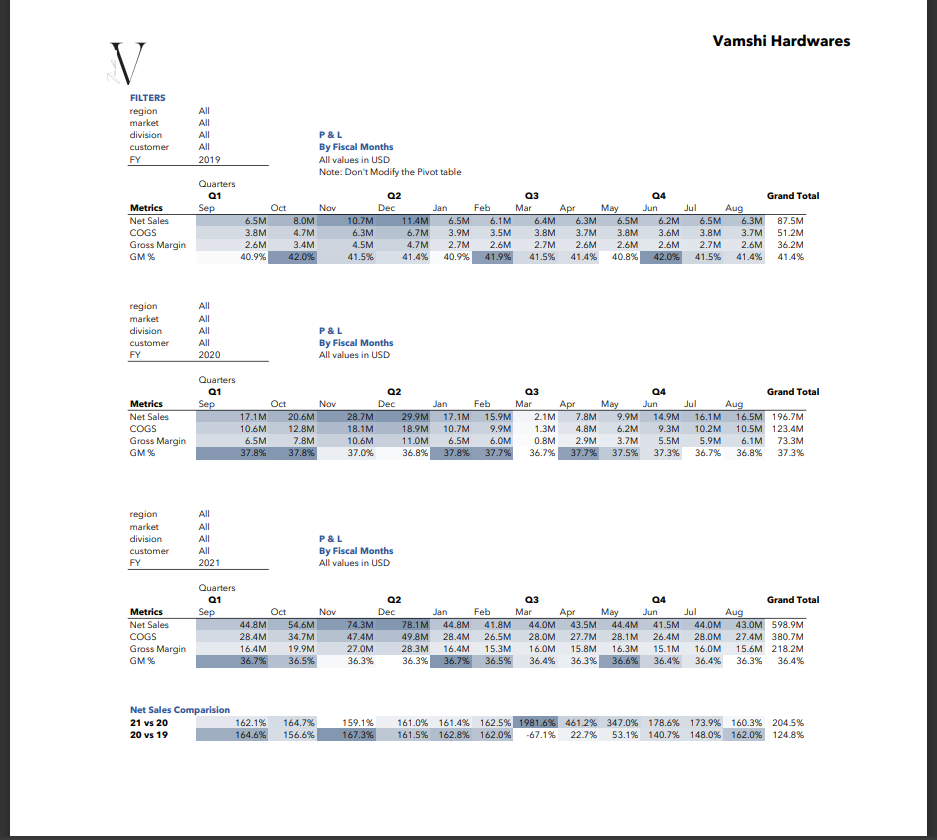 Vamshi Hardwares
V
FILTERS
region All
market All
division All P & L
customer All By Fiscal Months
FY 2019 All values in USD
Note: Don't Modify the Pivot table
Quarters
Q1 Q2 Q3 Q4 Grand Total
Metrics Sep Oct Nov Dec Jan Feb Mar Apr May Jun Jul Aug
Net Sales 6.5M 8.0M 10.7M 11.4M 6.5M 6.1M 6.4M 6.3M 6.5M 6.2M 6.5M 6.3M 87.5M
COGS 3.8M 4.7M 6.3M 6.7M 3.9M 3.5M 3.8M 3.7M 3.8M 3.6M 3.8M 3.7M 51.2M
Gross Margin 2.6M 3.4M 4.5M 4.7M 2.7M 2.6M 2.7M 2.6M 2.6M 2.6M 2.7M 2.6M 36.2M
GM % 40.9% 42.0% 41.5% 41.4% 40.9% 41.9% 41.5% 41.4% 40.8% 42.0% 41.5% 41.4% 41.4%
region All
market All
division All P & L
customer All By Fiscal Months
FY 2020 All values in USD
Quarters
Q1 Q2 Q3 Q4 Grand Total
Metrics Sep Oct Nov Dec Jan Feb Mar Apr May Jun Jul Aug
Net Sales 17.1M 20.6M 28.7M 29.9M 17.1M 15.9M 2.1M 7.8M 9.9M 14.9M 16.1M 16.5M 196.7M
COGS 10.6M 12.8M 18.1M 18.9M 10.7M 9.9M 1.3M 4.8M 6.2M 9.3M 10.2M 10.5M 123.4M
Gross Margin 6.5M 7.8M 10.6M 11.0M 6.5M 6.0M 0.8M 2.9M 3.7M 5.5M 5.9M 6.1M 73.3M
GM % 37.8% 37.8% 37.0% 36.8% 37.8% 37.7% 36.7% 37.7% 37.5% 37.3% 36.7% 36.8% 37.3%
region All
market All
division All P & L
customer All By Fiscal Months
FY 2021 All values in USD
Quarters
Q1 Q2 Q3 Q4 Grand Total
Metrics Sep Oct Nov Dec Jan Feb Mar Apr May Jun Jul Aug
Net Sales 44.8M 54.6M 74.3M 78.1M 44.8M 41.8M 44.0M 43.5M 44.4M 41.5M 44.0M 43.0M 598.9M
COGS 28.4M 34.7M 47.4M 49.8M 28.4M 26.5M 28.0M 27.7M 28.1M 26.4M 28.0M 27.4M 380.7M
Gross Margin 16.4M 19.9M 27.0M 28.3M 16.4M 15.3M 16.0M 15.8M 16.3M 15.1M 16.0M 15.6M 218.2M
GM % 36.7% 36.5% 36.3% 36.3% 36.7% 36.5% 36.4% 36.3% 36.6% 36.4% 36.4% 36.3% 36.4%
Net Sales Comparision
21 vs 20 162.1% 164.7% 159.1% 161.0% 161.4% 162.5% 1981.6% 461.2% 347.0% 178.6% 173.9% 160.3% 204.5%
20 vs 19 164.6% 156.6% 167.3% 161.5% 162.8% 162.0% -67.1% 22.7% 53.1% 140.7% 148.0% 162.0% 124.8%